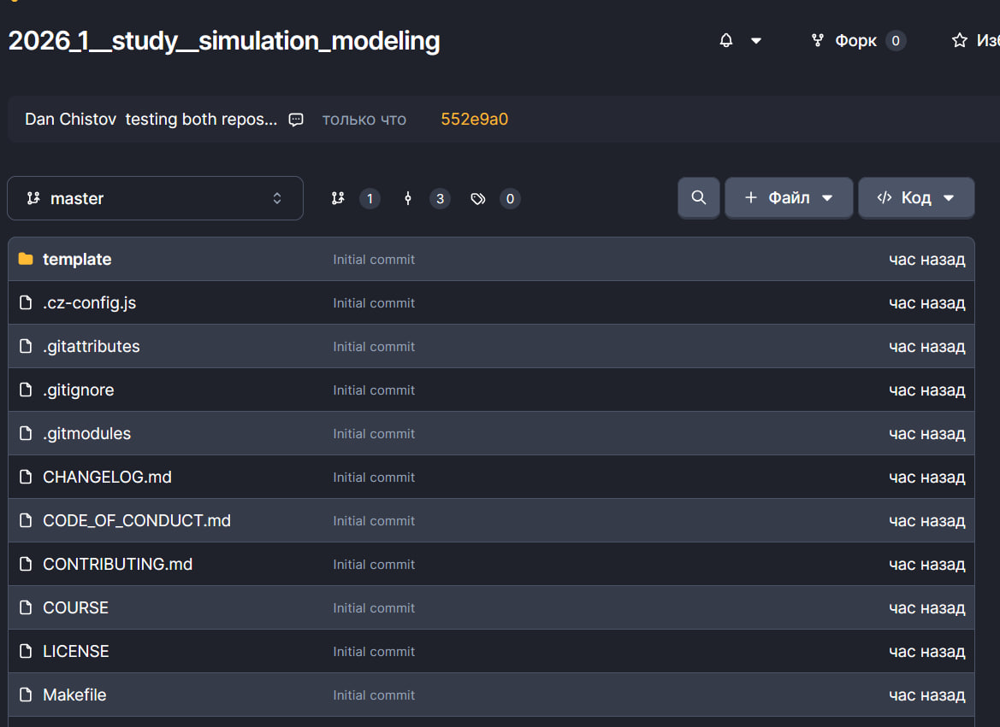 2026_1__study__simulation_modeling
Форк 0
Dan Chistov testing both repos... только что 552e9a0
master 1 3 0
+ Файл Код
template Initial commit час назад
.cz-config.js Initial commit час назад
.gitattributes Initial commit час назад
.gitignore Initial commit час назад
.gitmodules Initial commit час назад
CHANGELOG.md Initial commit час назад
CODE_OF_CONDUCT.md Initial commit час назад
CONTRIBUTING.md Initial commit час назад
COURSE Initial commit час назад
LICENSE Initial commit час назад
Makefile Initial commit час назад